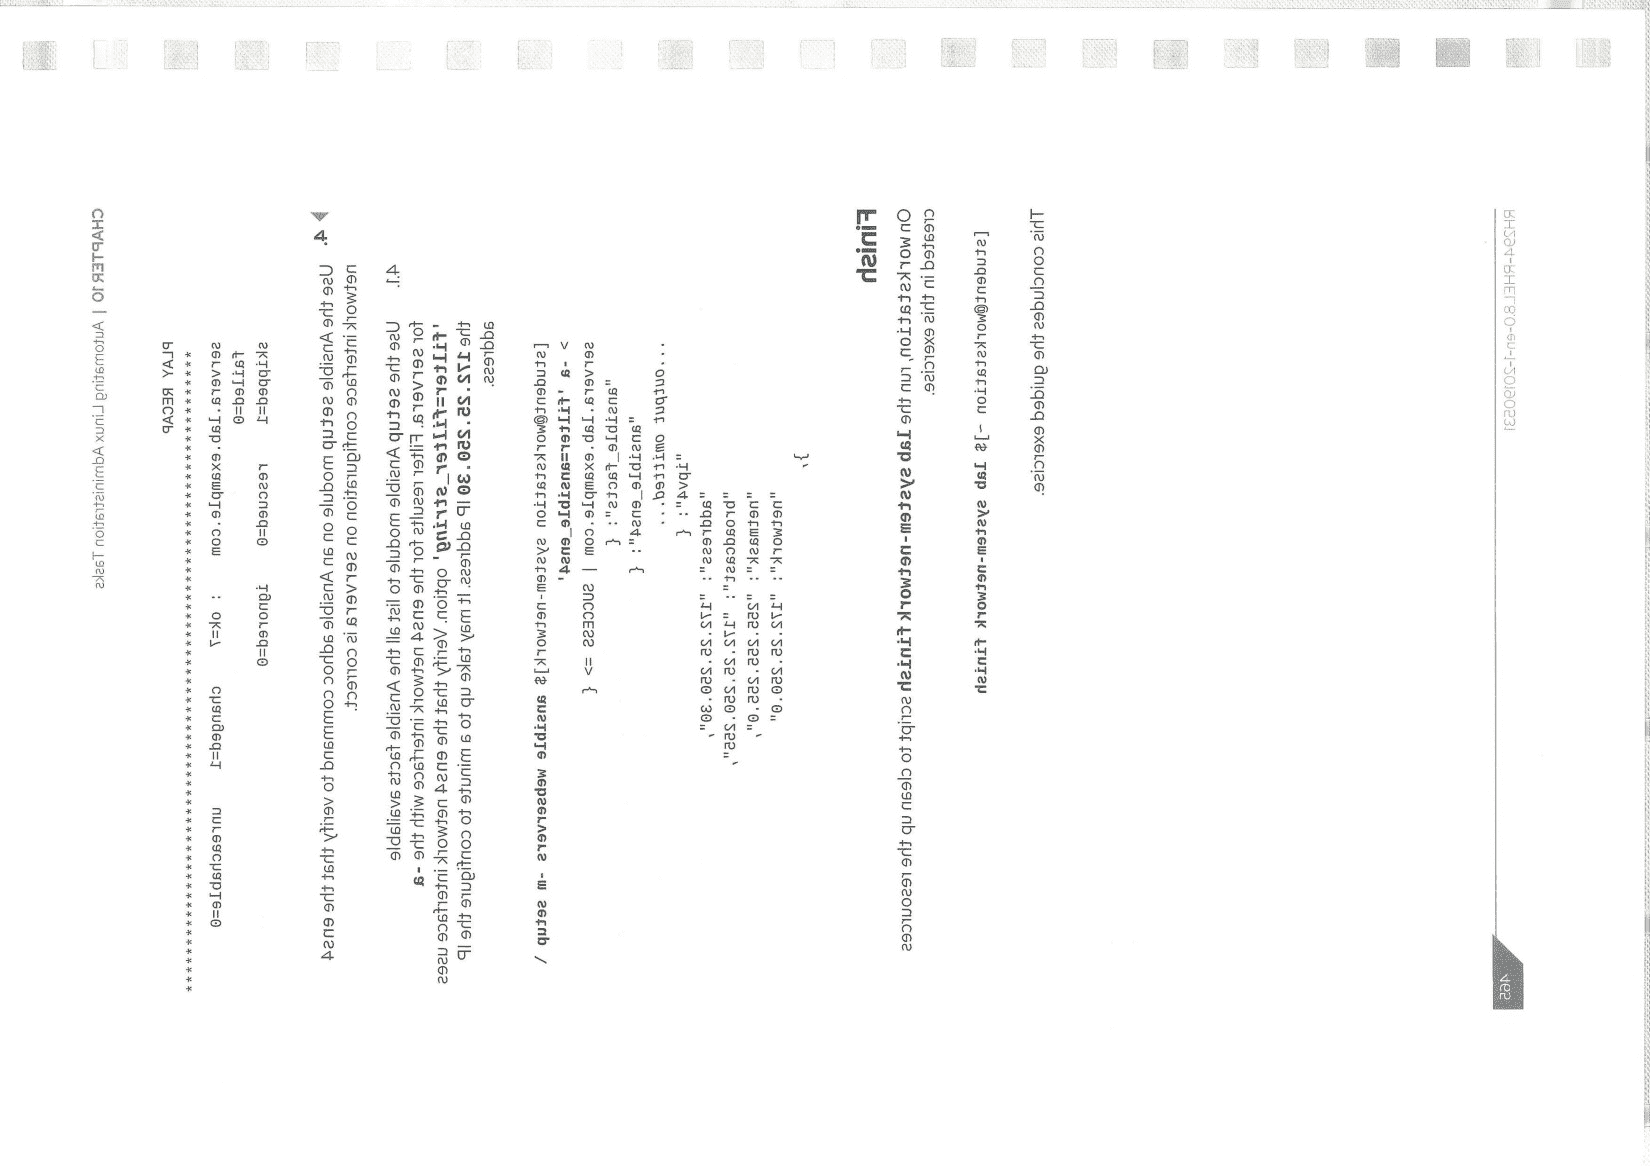 CHAPTER 10 | Automating Linux Administration Tasks
PLAY RECAP
*********************************************************************
servera.lab.example.com : ok=7 changed=1 unreachable=0
failed=0
skipped=1 rescued=0 ignored=0
4. Use the Ansible setup module on an Ansible adhoc command to verify that the ens4
network interface configuration on servera is correct.
4.1. Use the setup Ansible module to list all the Ansible facts available
for servera. Filter results for the ens4 network interface with the -a
'filter=filter_string' option. Verify that the ens4 network interface uses
the 172.25.250.30 IP address. It may take up to a minute to configure the IP
address.
[student@workstation system-network]$ ansible webservers -m setup /
> -a 'filter=ansible_ens4'
servera.lab.example.com | SUCCESS => {
"ansible_facts": {
"ansible_ens4": {
...output omitted...
"ipv4": {
"address": "172.25.250.30",
"broadcast": "172.25.250.255",
"netmask": "255.255.255.0",
"network": "172.25.250.0"
},
Finish
On workstation, run the lab system-network finish script to clean up the resources
created in this exercise.
[student@workstation ~]$ lab system-network finish
This concludes the guided exercise.
RH294-RHEL8.0-en-1-20190531 465